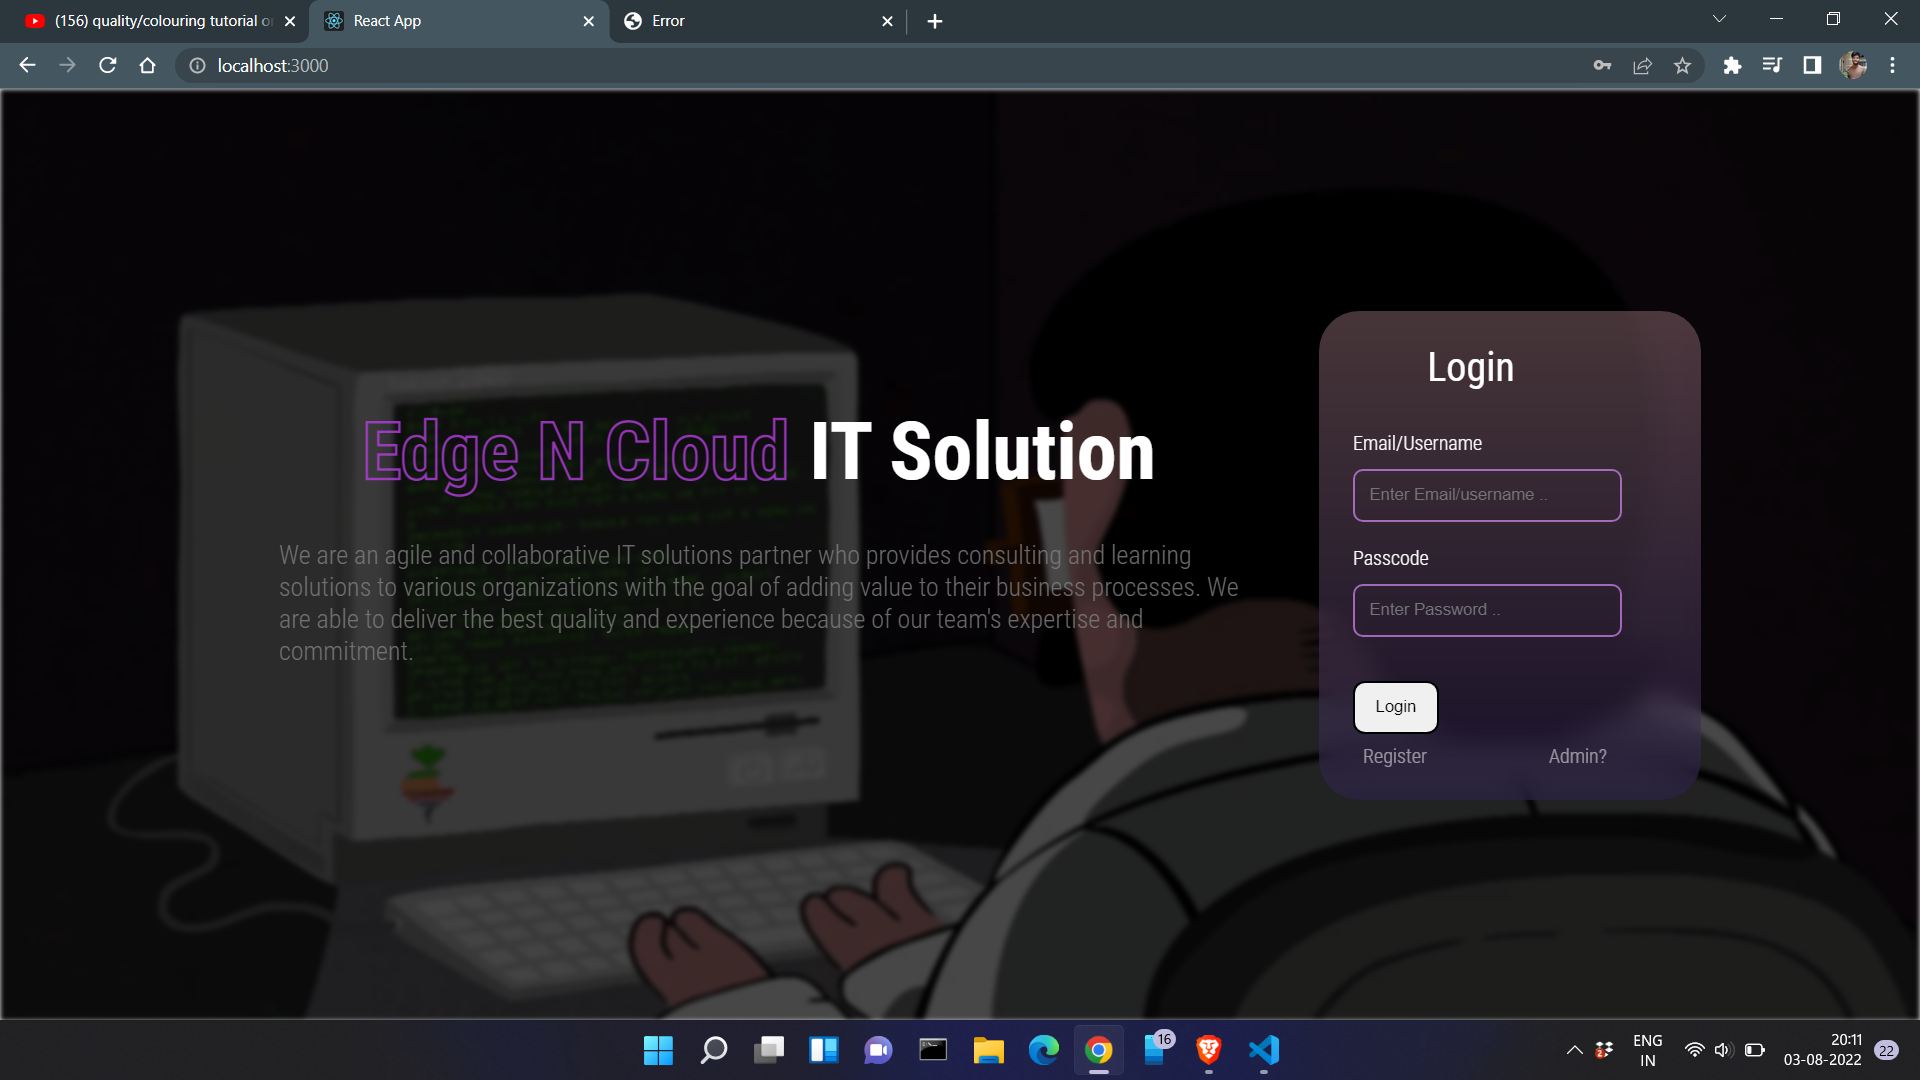 (156) quality/colouring tutorial o
React App
Error
localhost:3000
Edge N Cloud IT Solution
We are an agile and collaborative IT solutions partner who provides consulting and learning
solutions to various organizations with the goal of adding value to their business processes. We
are able to deliver the best quality and experience because of our team's expertise and
commitment.
Login
Email/Username
Enter Email/username ..
Passcode
Enter Password ..
Login
Register
Admin?
16
ENG
IN
20:11
03-08-2022
22